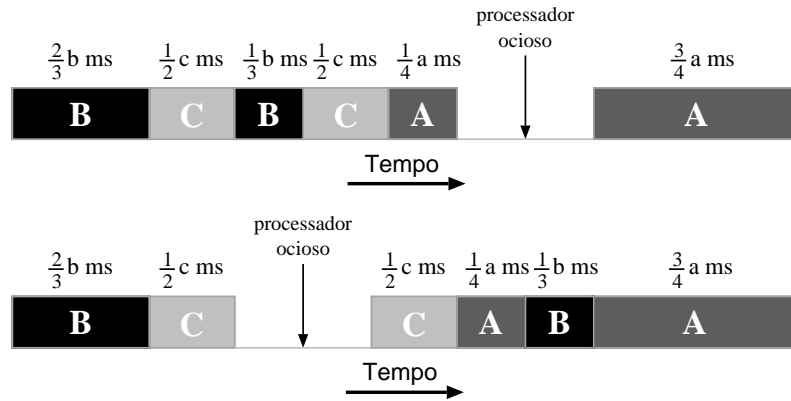 processador
ocioso
2/3 b ms 1/2 c ms 1/3 b ms 1/2 c ms 1/4 a ms 3/4 a ms
B C B C A A
Tempo
processador
ocioso
2/3 b ms 1/2 c ms 1/2 c ms 1/4 a ms 1/3 b ms 3/4 a ms
B C C A B A
Tempo